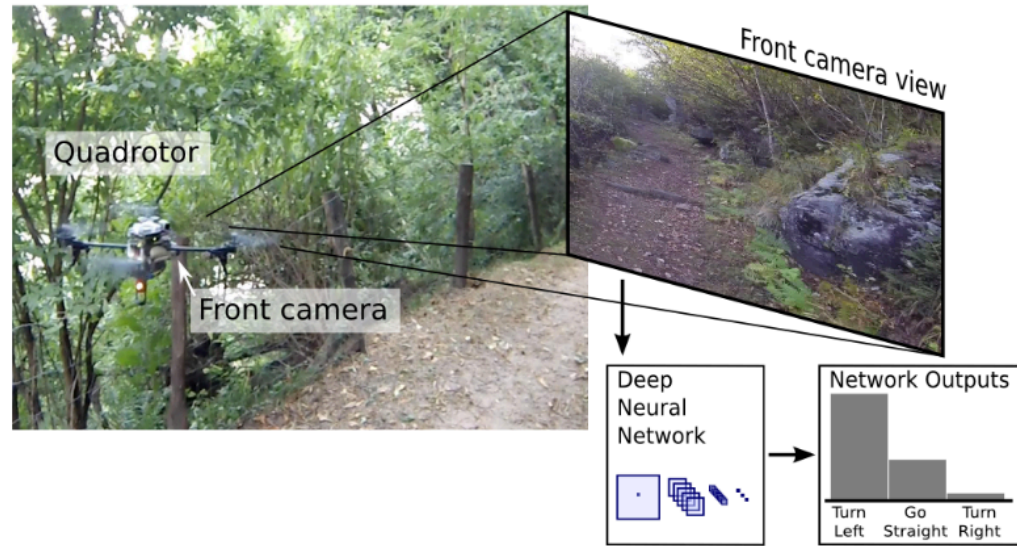 Front camera view
Quadrotor
Front camera
Deep
Neural
Network
Network Outputs
Turn Left
Go Straight
Turn Right